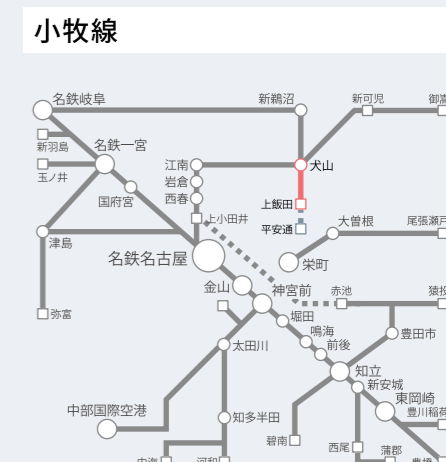 小牧線
名鉄岐阜
新鵜沼
新可児
新羽島
名鉄一宮
玉ノ井
江南
犬山
岩倉
西春
国府宮
上飯田
上小田井
平安通
大曽根
尾張瀬戸
津島
名鉄名古屋
栄町
金山
神宮前
赤池
猿投
弥富
堀田
鳴海
豊田市
太田川
前後
知立
新安城
東岡崎
中部国際空港
知多半田
豊川稲荷
碧南
西尾
蒲郡